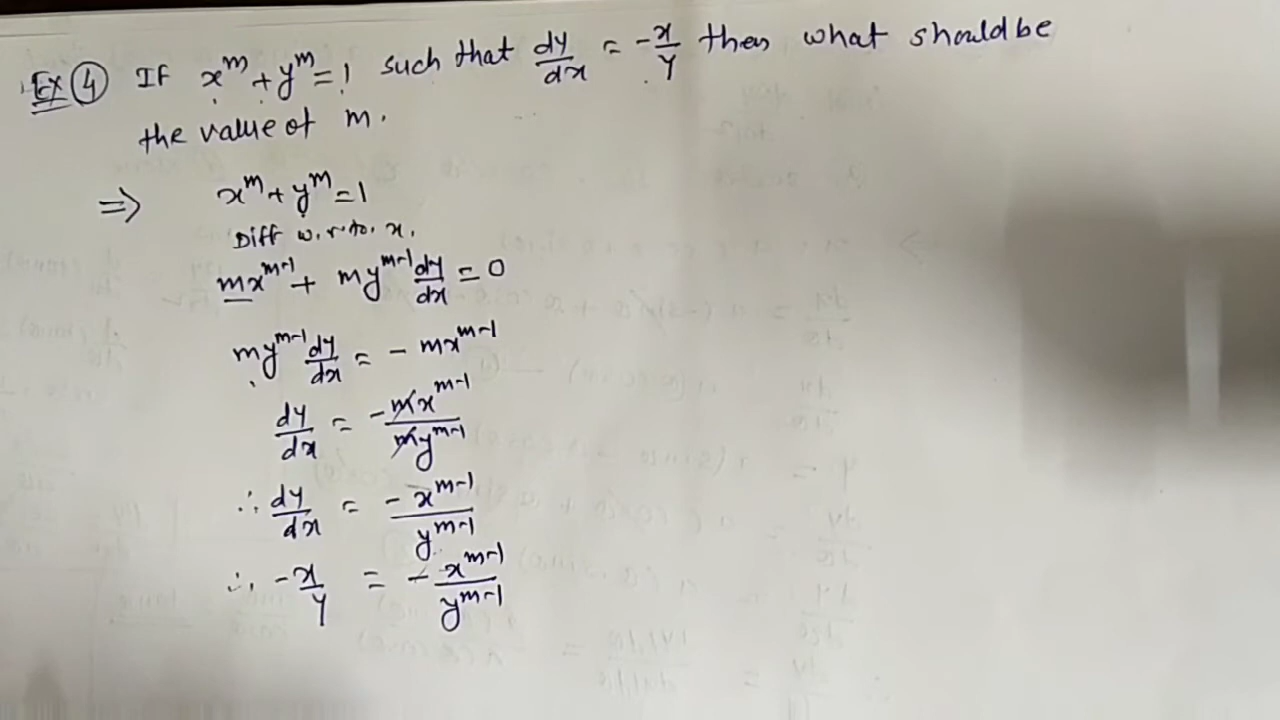 Ex ④ If x^m + y^m = 1 such that dy/dx = -x/y then what should be
the value of m.
⇒ x^m + y^m = 1
Diff w.r.to. x.
mx^(m-1) + my^(m-1) dy/dx = 0
my^(m-1) dy/dx = - mx^(m-1)
dy/dx = -mx^(m-1)/my^(m-1)
∴ dy/dx = -x^(m-1)/y^(m-1)
∴ -x/y = -x^(m-1)/y^(m-1)